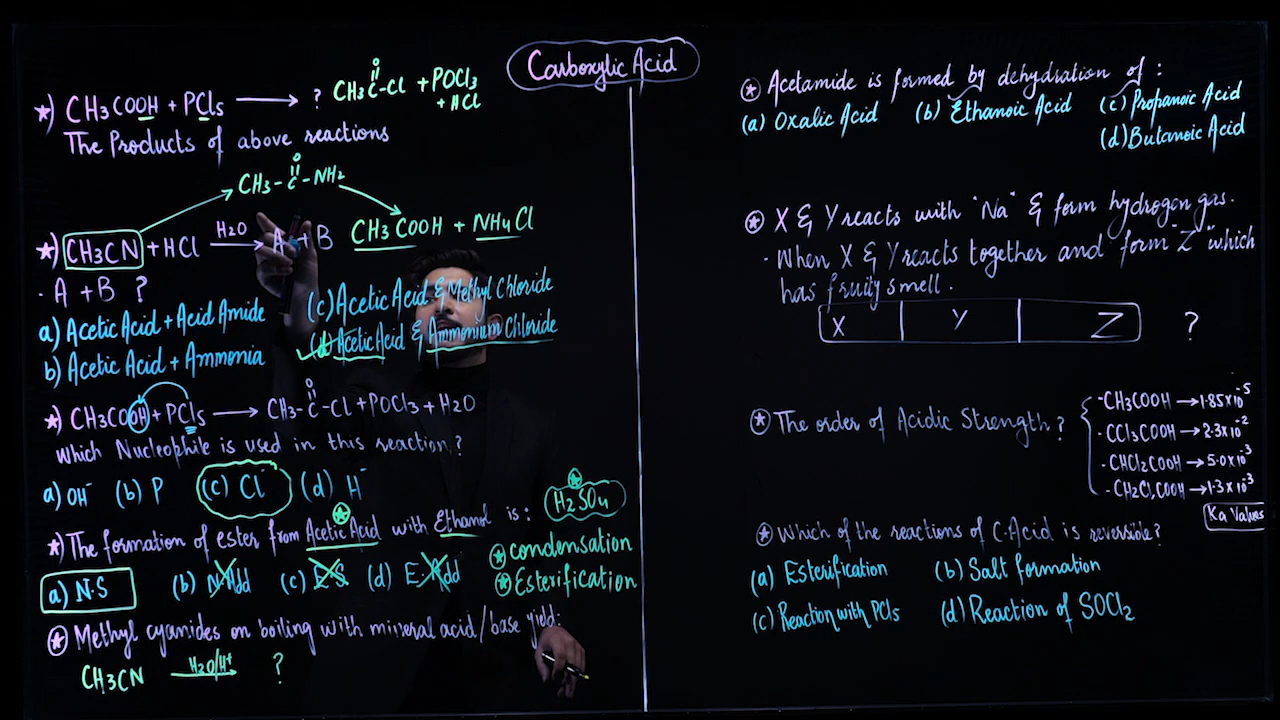 Carboxylic Acid
*) CH3COOH + PCl5 → ? CH3-C-Cl + POCl3
O
+ HCl
The Products of above reactions
O
CH3-C-NH2
*) CH3CN + HCl H2O → A + B CH3COOH + NH4Cl
· A + B ?
a) Acetic Acid + Acid Amide (c) Acetic Acid & Methyl Chloride
b) Acetic Acid + Ammonia (d) Acetic Acid & Ammonium Chloride
O
*) CH3COOH + PCl5 → CH3-C-Cl + POCl3 + H2O
Which Nucleophile is used in this reaction?
a) OH⁻ (b) P (c) Cl⁻ (d) H⁻
H2SO4
*) The formation of ester from Acetic Acid with Ethanol is :
a) N.S (b) N.Add (c) E.S (d) E.Add
* condensation
* Esterification
* Methyl cyanides on boiling with mineral acid/base yield:
CH3CN H2O/H+ → ?
* Acetamide is formed by dehydration of :
(a) Oxalic Acid (b) Ethanoic Acid (c) Propanoic Acid
(d) Butanoic Acid
* X & Y reacts with "Na" & form hydrogen gas.
· When X & Y reacts together and form "Z" which
has fruity smell.
X Y Z ?
* The order of Acidic Strength?
-CH3COOH → 1.85×10⁻⁵
-CCl3COOH → 2.3×10⁻²
-CHCl2COOH → 5.0×10⁻³
-CH2Cl,COOH → 1.3×10⁻³
Ka Values
* Which of the reactions of C.Acid is reversible?
(a) Esterification (b) Salt formation
(c) Reaction with PCl5 (d) Reaction of SOCl2